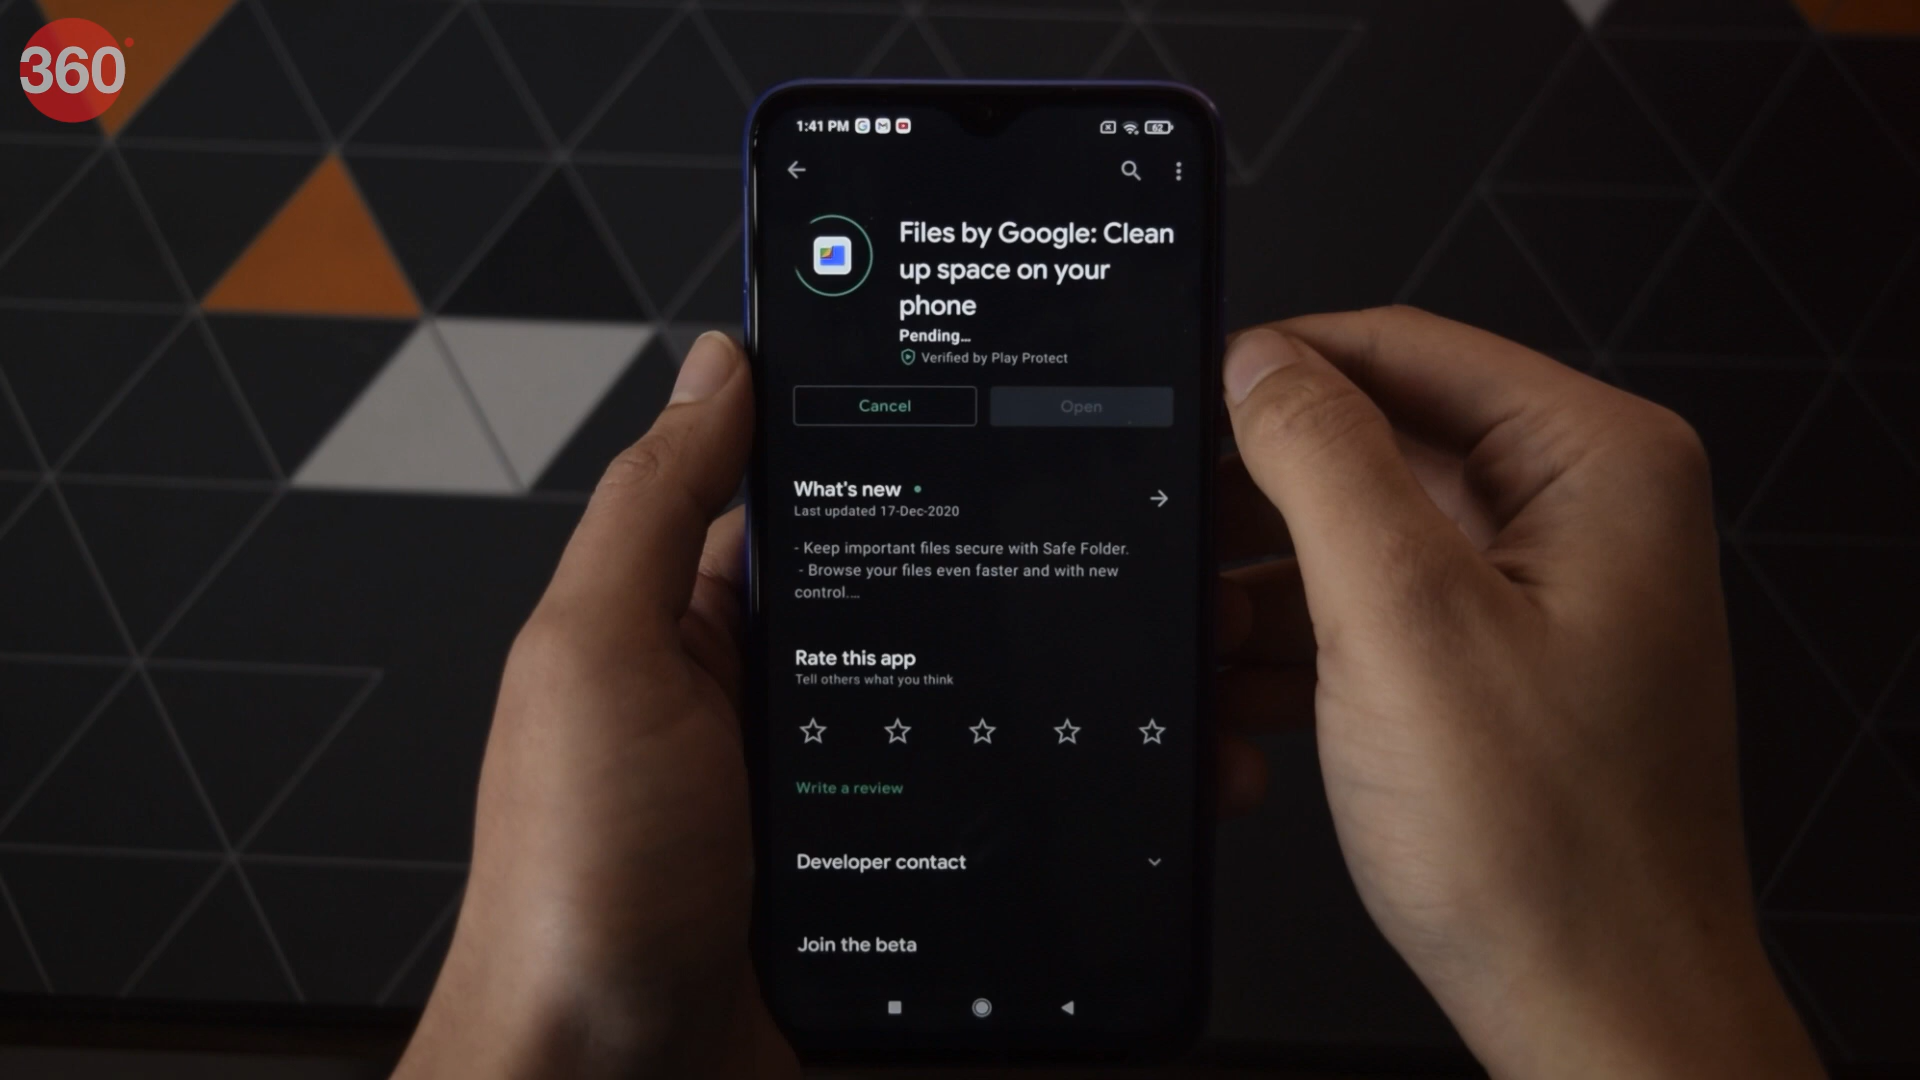 360
1:41 PM
62
Files by Google: Clean
up space on your
phone
Pending...
Verified by Play Protect
Cancel
Open
What's new
Last updated 17-Dec-2020
- Keep important files secure with Safe Folder.
- Browse your files even faster and with new
control....
Rate this app
Tell others what you think
Write a review
Developer contact
Join the beta